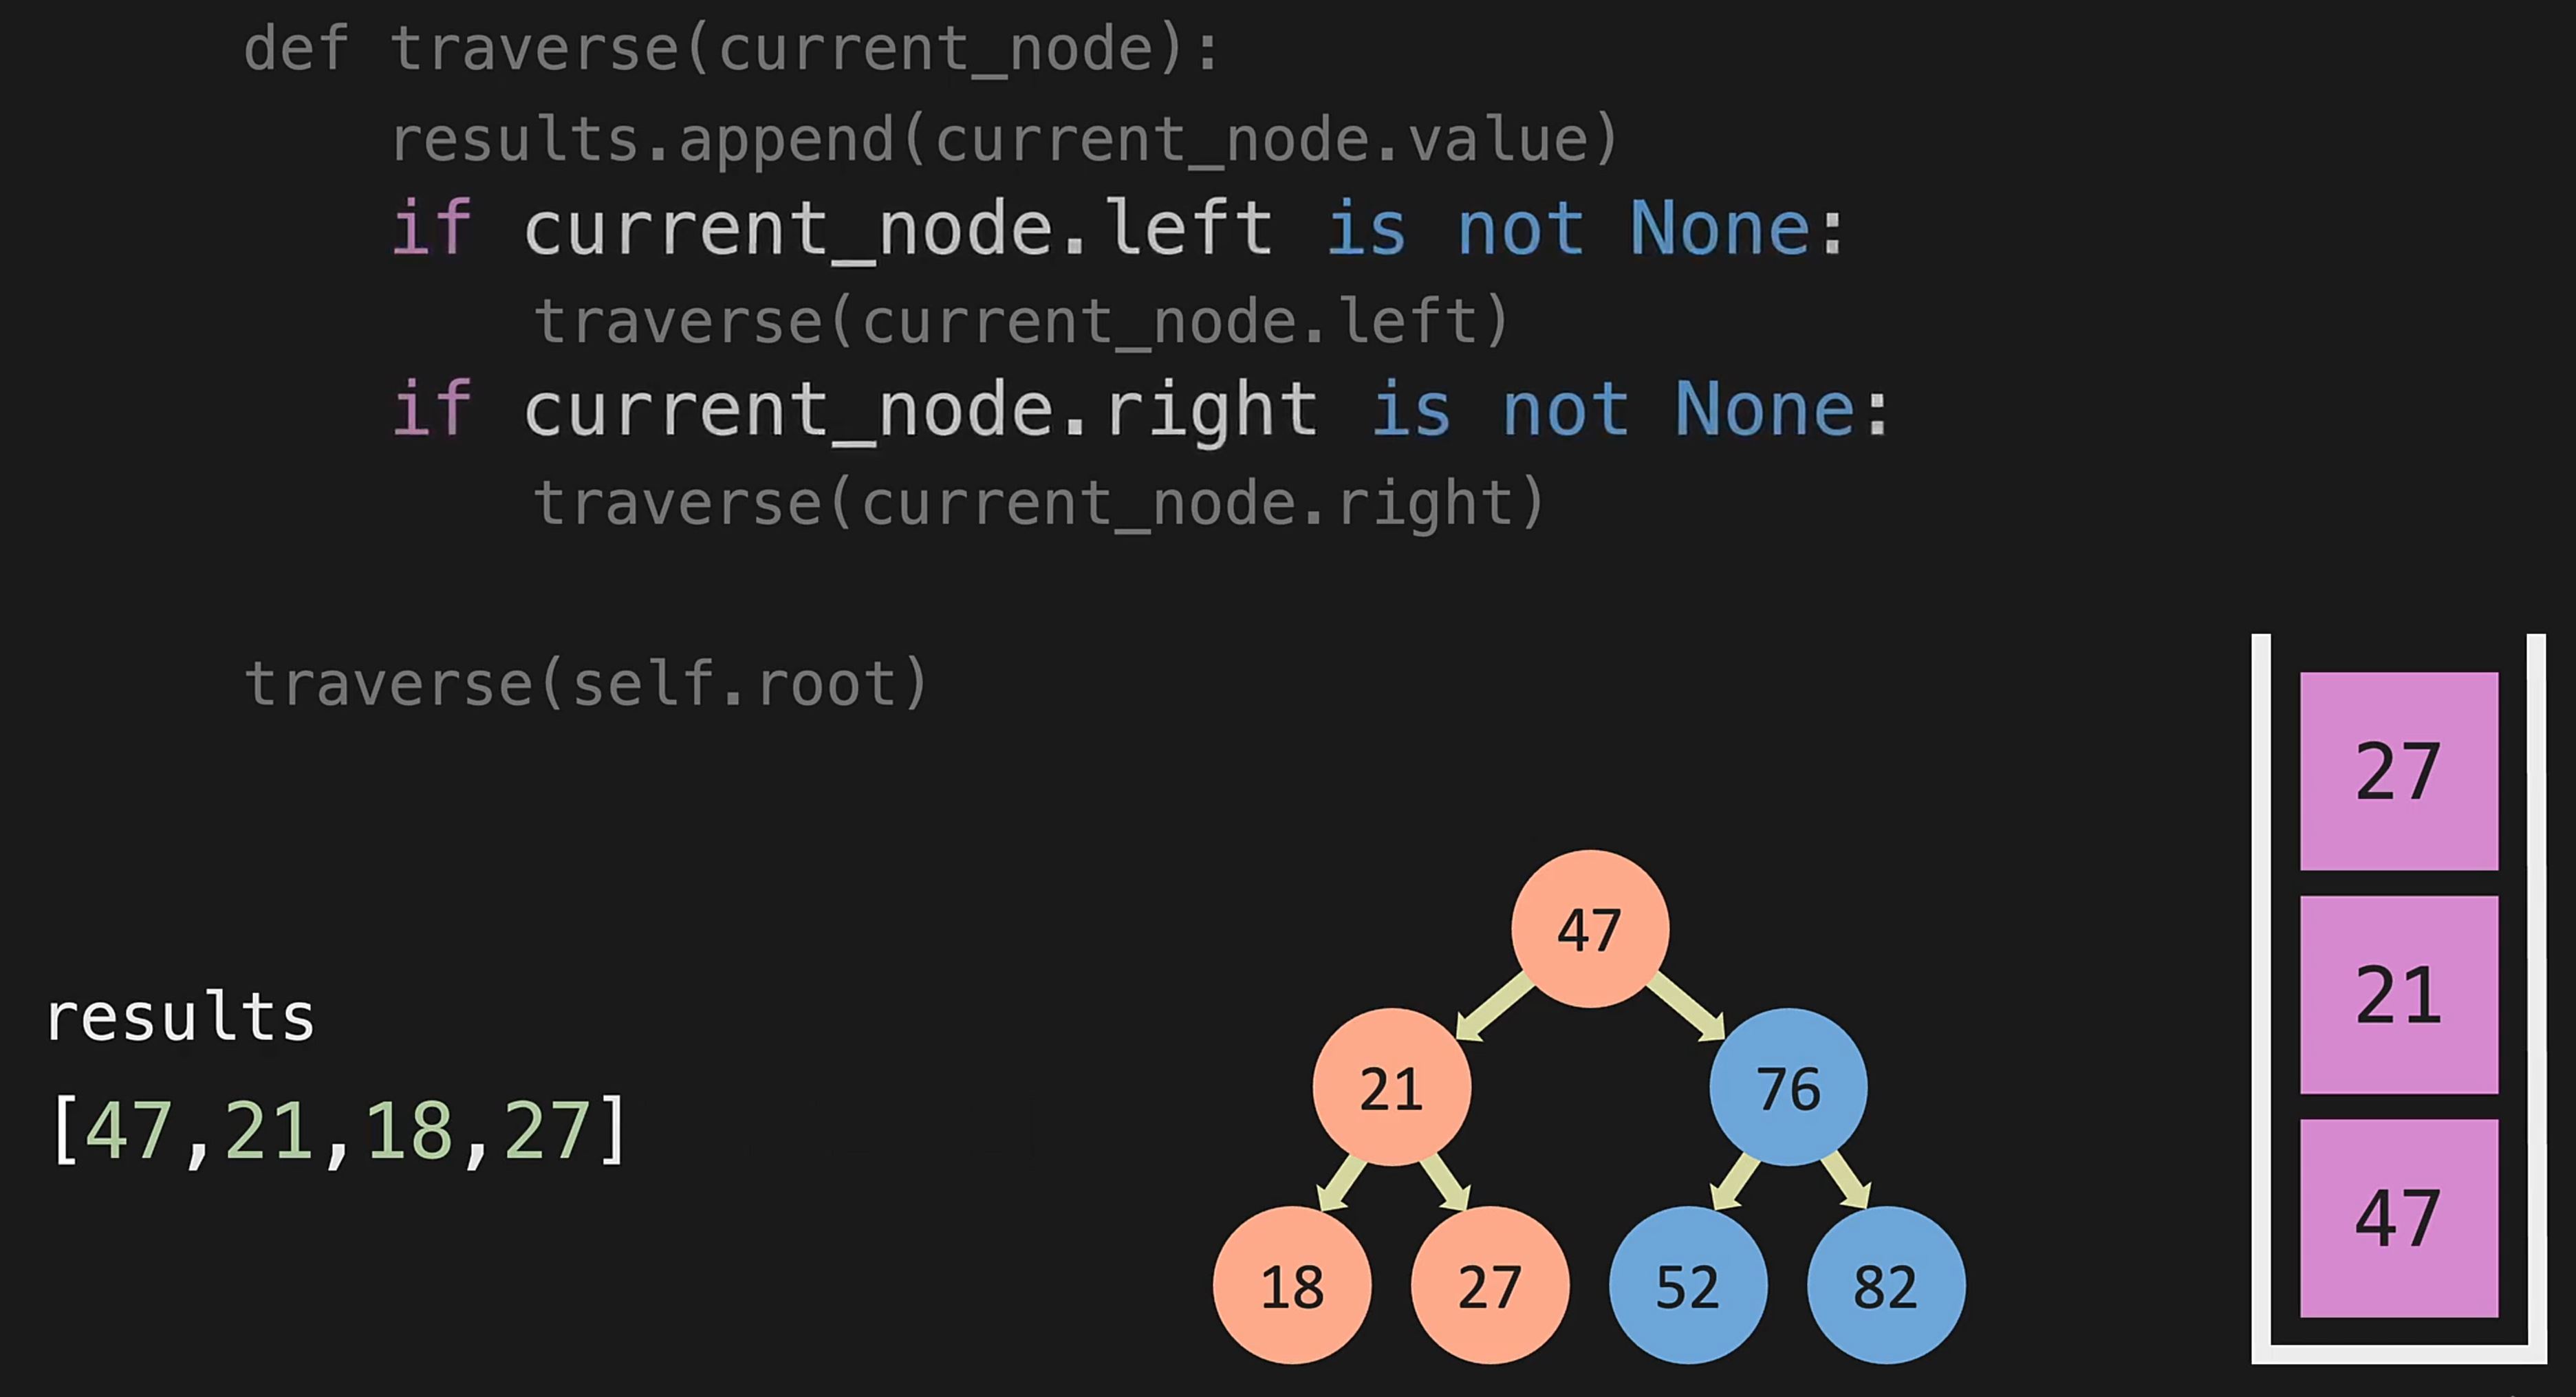 def traverse(current_node):
results.append(current_node.value)
if current_node.left is not None:
traverse(current_node.left)
if current_node.right is not None:
traverse(current_node.right)
traverse(self.root)
results
[47,21,18,27]
47
21 76
18 27 52 82
27
21
47